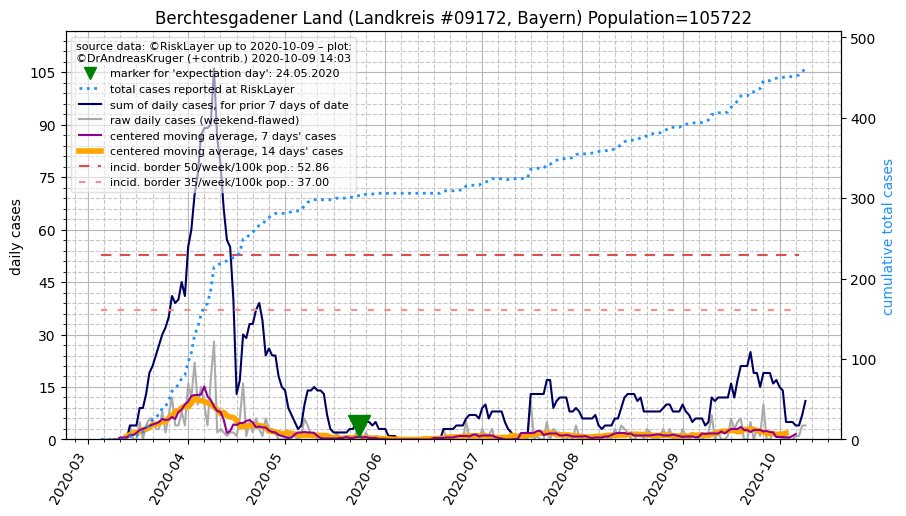 Berchtesgadener Land (Landkreis #09172, Bayern) Population=105722
source data: ©RiskLayer up to 2020-10-09 – plot:
©DrAndreasKruger (+contrib.) 2020-10-09 14:03
marker for 'expectation day': 24.05.2020
total cases reported at RiskLayer
sum of daily cases, for prior 7 days of date
raw daily cases (weekend-flawed)
centered moving average, 7 days' cases
centered moving average, 14 days' cases
incid. border 50/week/100k pop.: 52.86
incid. border 35/week/100k pop.: 37.00
daily cases
105
90
75
60
45
30
15
0
cumulative total cases
500
400
300
200
100
0
2020-03
2020-04
2020-05
2020-06
2020-07
2020-08
2020-09
2020-10